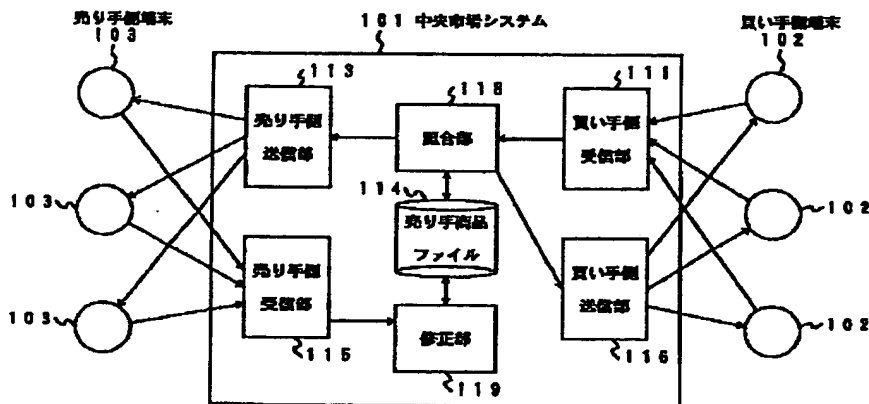 売り手側端末
103
101 中央市場システム
買い手側端末
102
113
売り手側
送信部
118
照合部
111
買い手側
受信部
114
売り手商品
ファイル
103
102
売り手側
受信部
115
修正部
119
買い手側
送信部
116
103
102